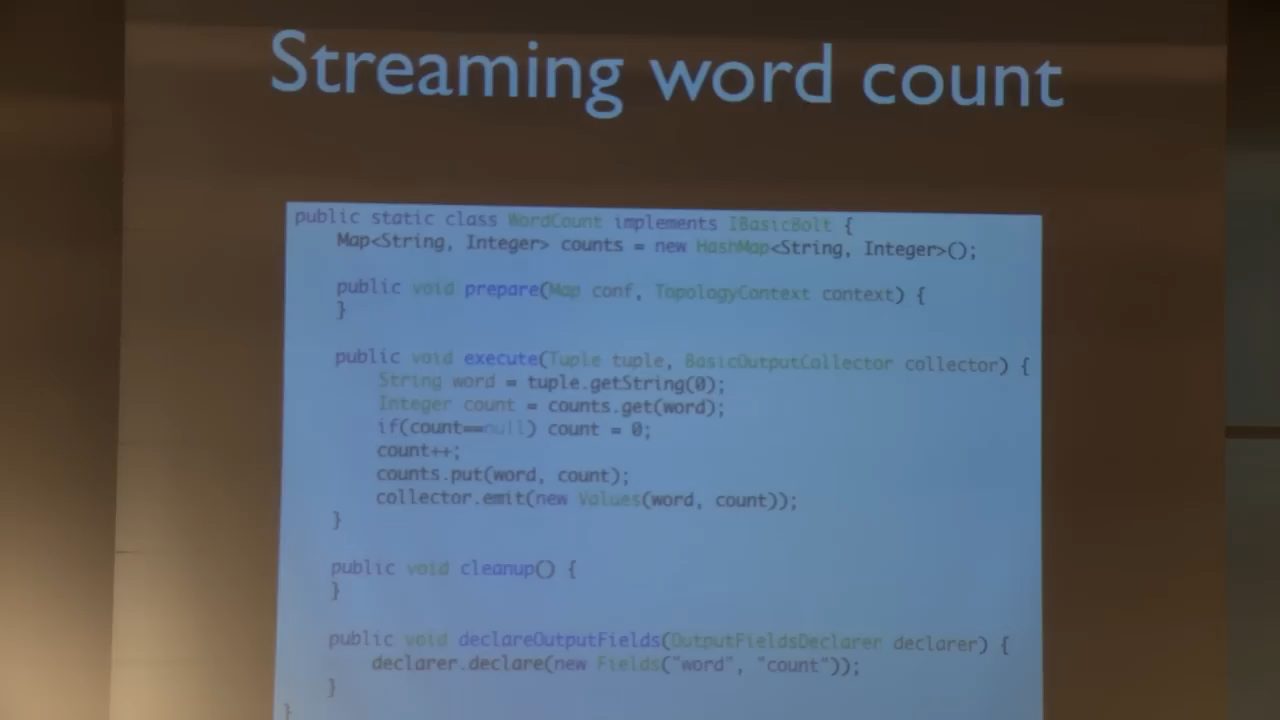 Streaming word count
public static class WordCount implements IBasicBolt {
Map<String, Integer> counts = new HashMap<String, Integer>();
public void prepare(Map conf, TopologyContext context) {
}
public void execute(Tuple tuple, BasicOutputCollector collector) {
String word = tuple.getString(0);
Integer count = counts.get(word);
if(count==null) count = 0;
count++;
counts.put(word, count);
collector.emit(new Values(word, count));
}
public void cleanup() {
}
public void declareOutputFields(OutputFieldsDeclarer declarer) {
declarer.declare(new Fields("word", "count"));
}
}